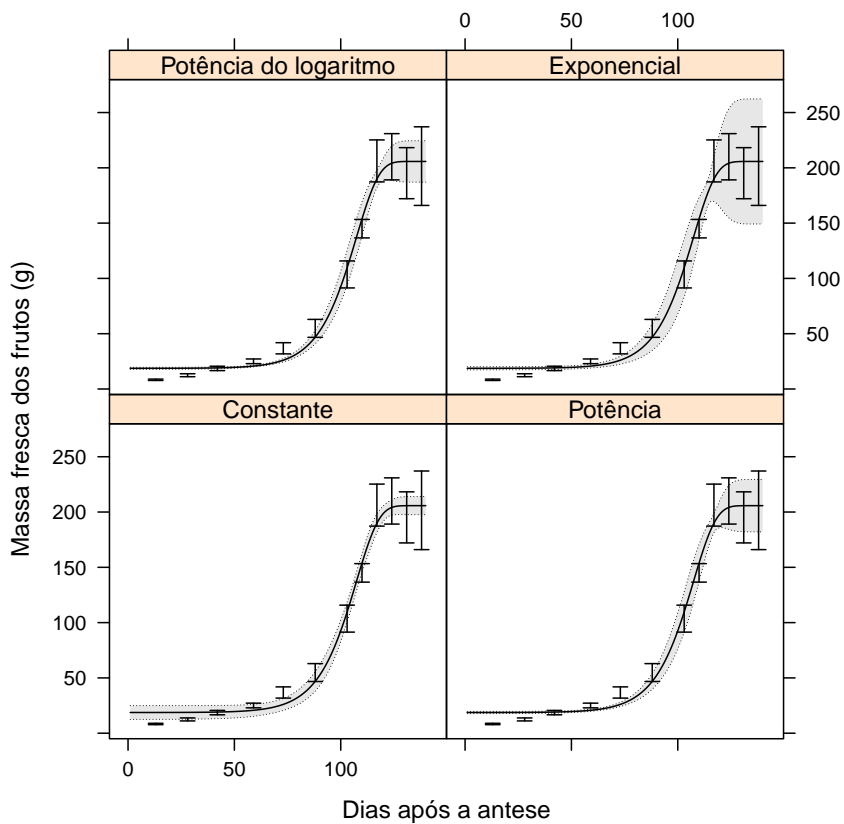 0 50 100
Potência do logaritmo Exponencial
250
200
150
100
50
Constante Potência
250
200
150
100
50
0 50 100
Massa fresca dos frutos (g)
Dias após a antese